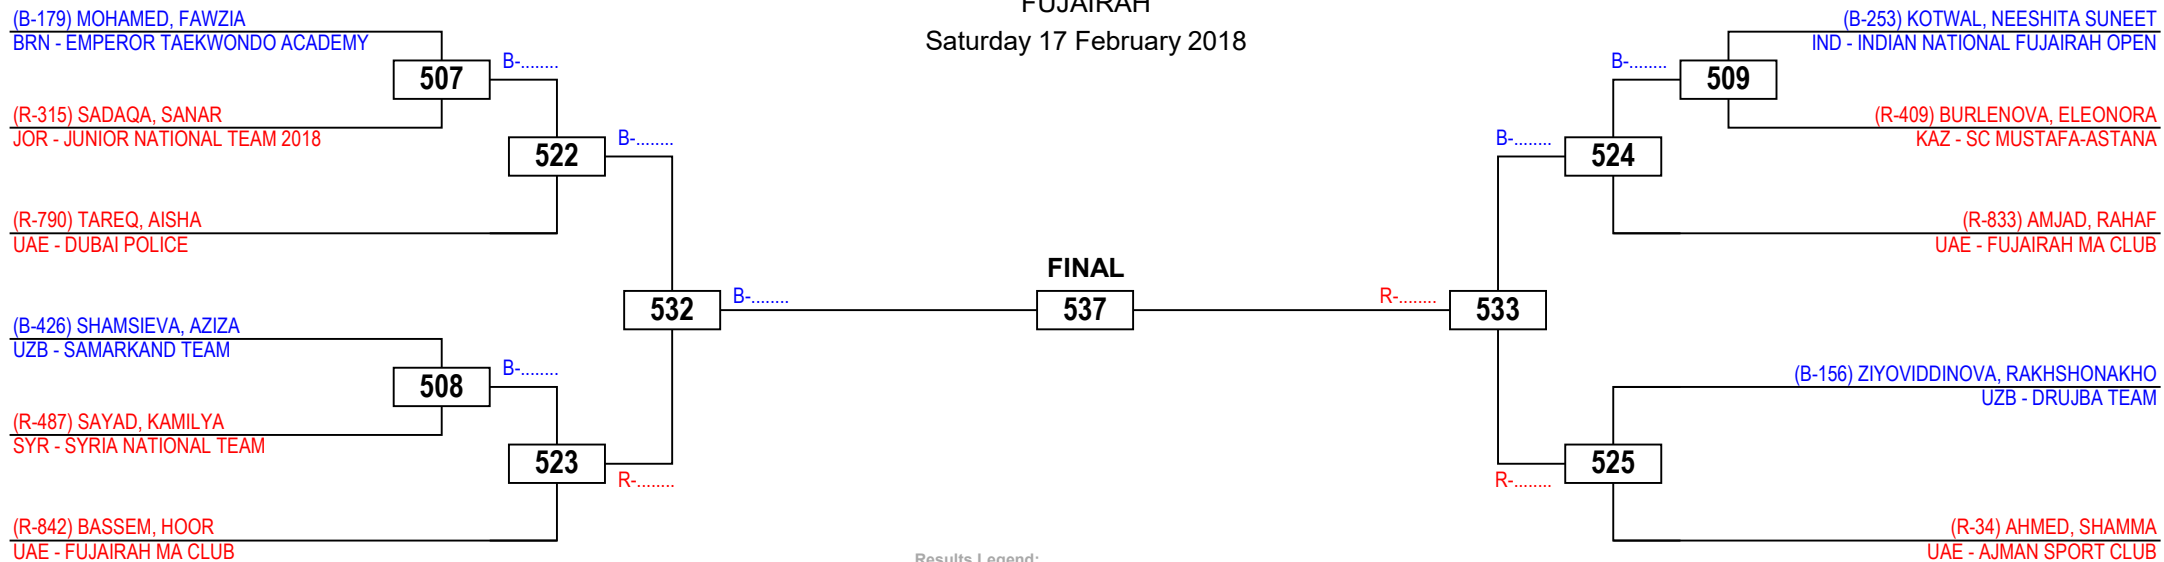 FUJAIRAH
Saturday 17 February 2018
(B-179) MOHAMED, FAWZIA
BRN - EMPEROR TAEKWONDO ACADEMY
B-........
507
(R-315) SADAQA, SANAR
JOR - JUNIOR NATIONAL TEAM 2018
B-........
522
(R-790) TAREQ, AISHA
UAE - DUBAI POLICE
532
B-........
(B-426) SHAMSIEVA, AZIZA
UZB - SAMARKAND TEAM
B-........
508
(R-487) SAYAD, KAMILYA
SYR - SYRIA NATIONAL TEAM
523
R-........
(R-842) BASSEM, HOOR
UAE - FUJAIRAH MA CLUB
FINAL
537
(B-253) KOTWAL, NEESHITA SUNEET
IND - INDIAN NATIONAL FUJAIRAH OPEN
B-........
509
(R-409) BURLENOVA, ELEONORA
KAZ - SC MUSTAFA-ASTANA
B-........
524
(R-833) AMJAD, RAHAF
UAE - FUJAIRAH MA CLUB
R-........
533
(B-156) ZIYOVIDDINOVA, RAKHSHONAKHO
UZB - DRUJBA TEAM
525
R-........
(R-34) AHMED, SHAMMA
UAE - AJMAN SPORT CLUB
Results Legend: